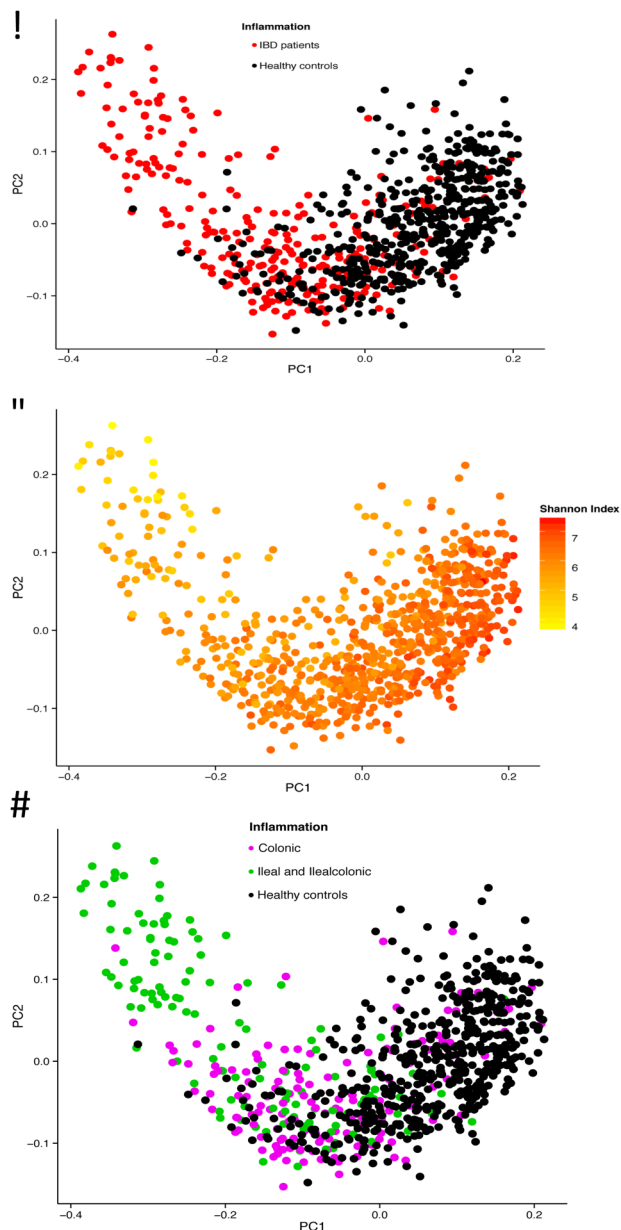 !
Inflammation
IBD patients
Healthy controls
0.2
0.1
0.0
−0.1
PC2
−0.4
−0.2
0.0
0.2
PC1
"
Shannon Index
7
6
5
4
0.2
0.1
0.0
−0.1
PC2
−0.4
−0.2
0.0
0.2
PC1
#
Inflammation
Colonic
Ileal and Ilealcolonic
Healthy controls
0.2
0.1
0.0
−0.1
PC2
−0.4
−0.2
0.0
0.2
PC1